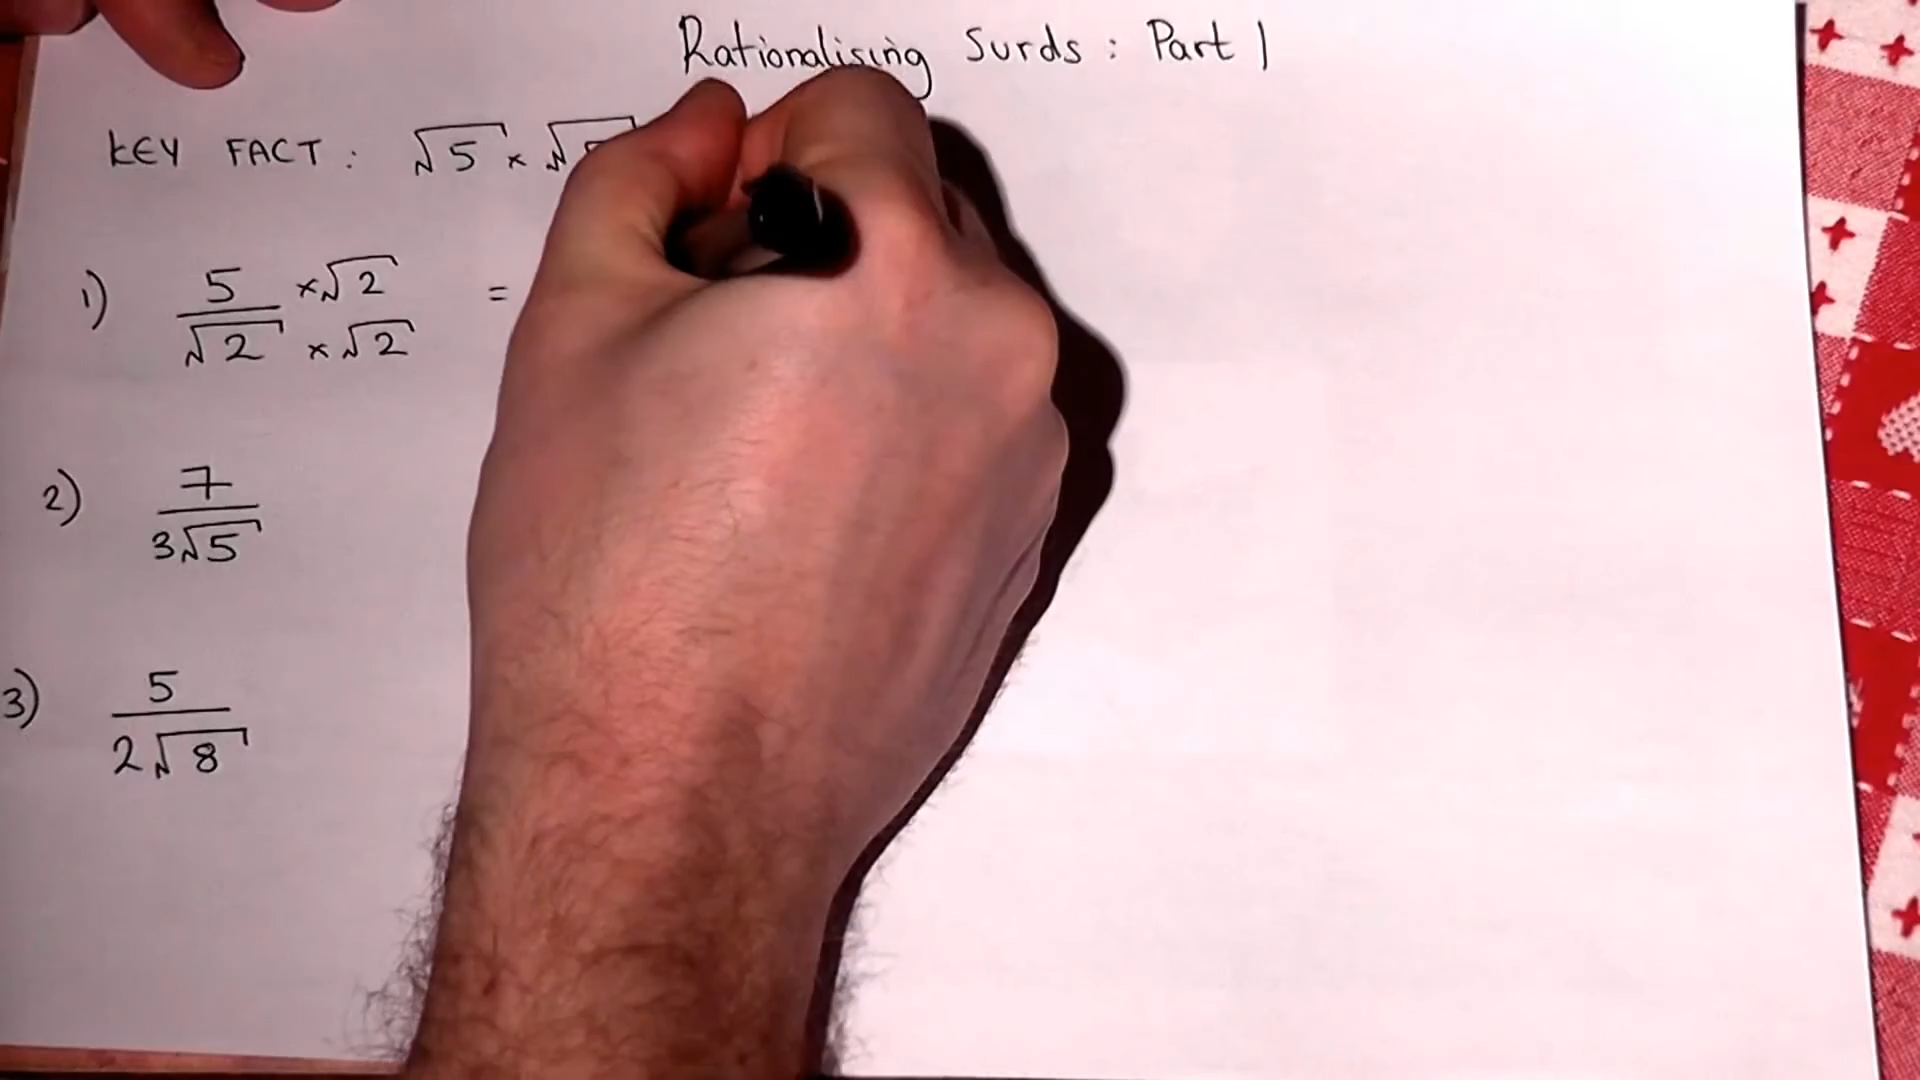 Rationalising Surds : Part 1
KEY FACT : √5 × √
1) 5/√2 ×√2/×√2 =
2) 7/3√5
3) 5/2√8